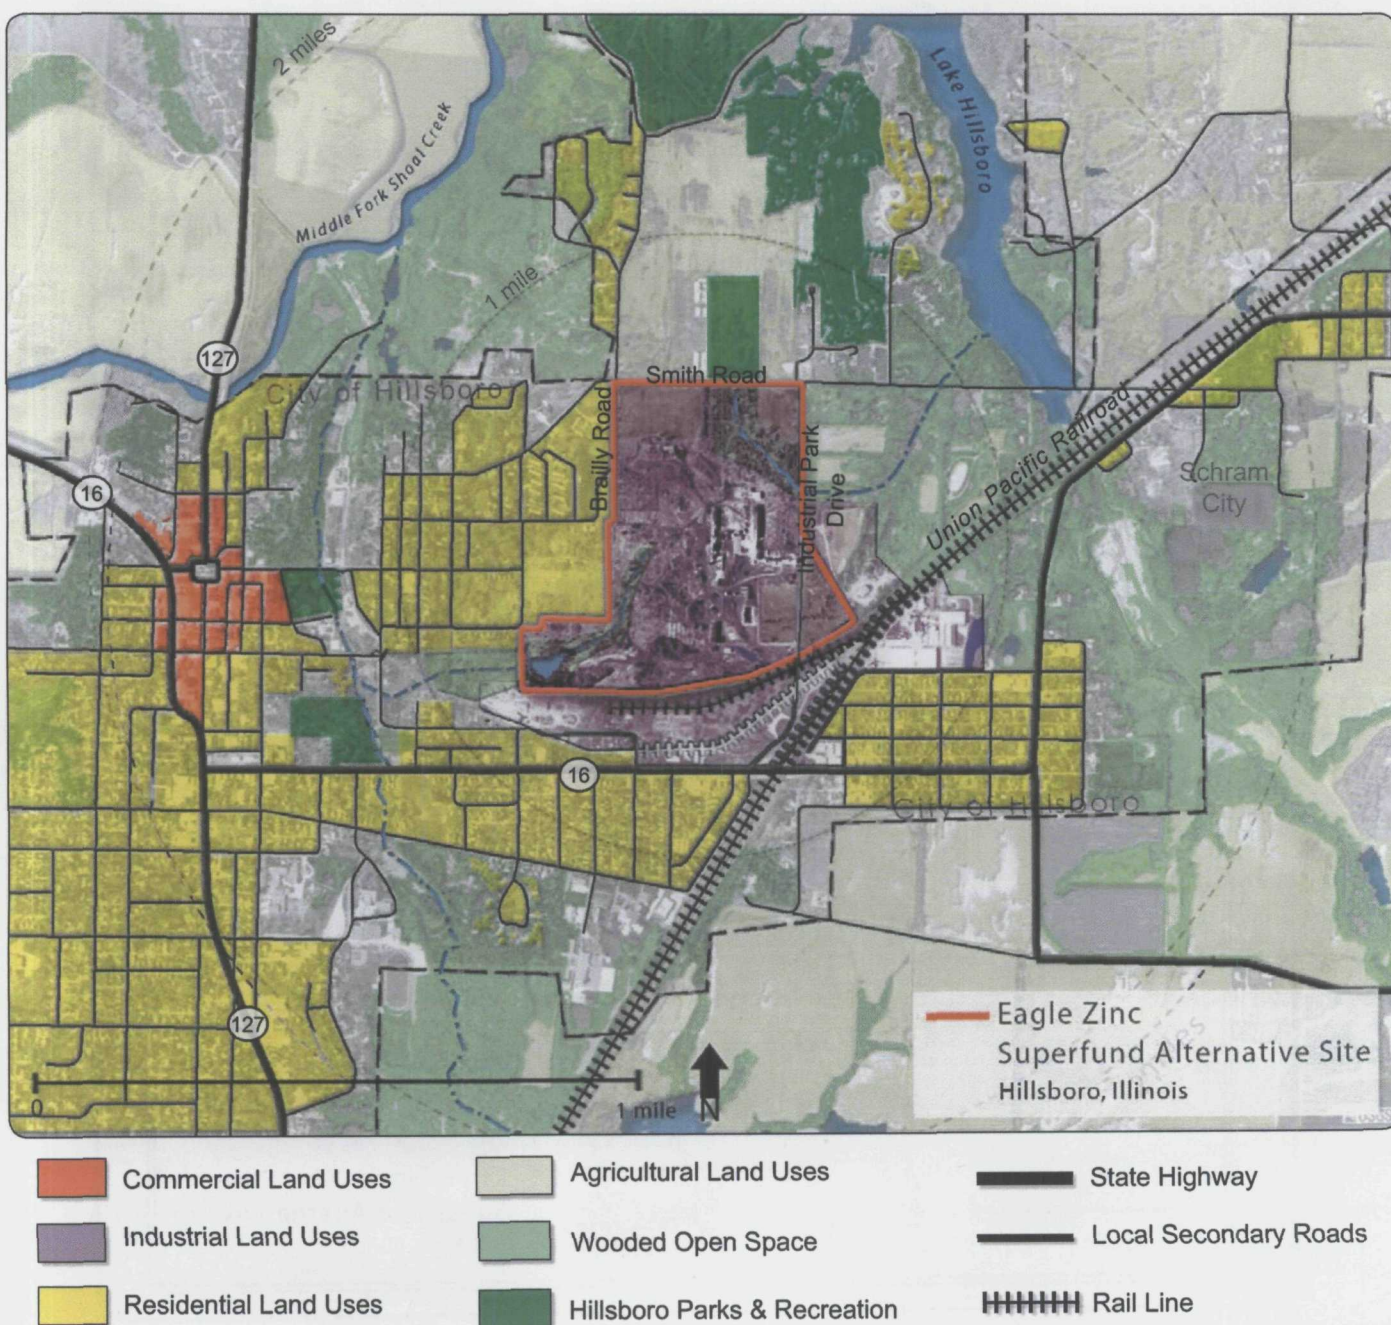 2 miles
Lake Hillsboro
Middle Fork Shoal Creek
1 mile
127
City of Hillsboro
Smith Road
Brailly Road
Industrial Park
Drive
Union Pacific Railroad
Schram
City
16
16
City of Hillsboro
127
0
1 mile
N
Eagle Zinc
Superfund Alternative Site
Hillsboro, Illinois
Commercial Land Uses
Agricultural Land Uses
State Highway
Industrial Land Uses
Wooded Open Space
Local Secondary Roads
Residential Land Uses
Hillsboro Parks & Recreation
Rail Line